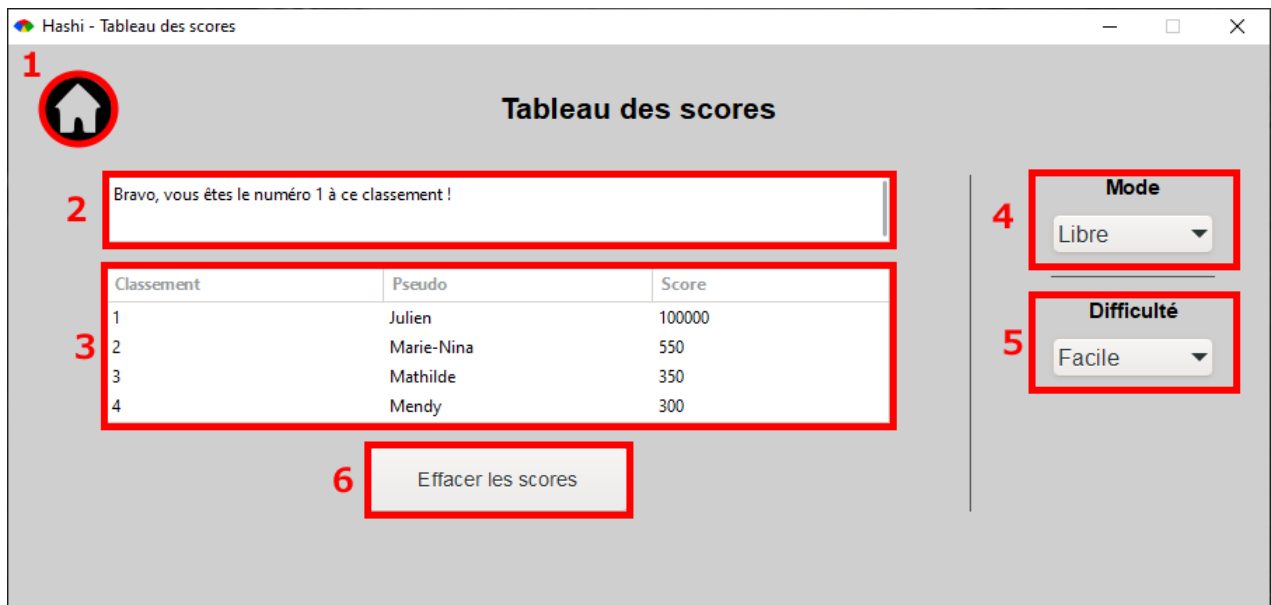 Hashi - Tableau des scores
1
Tableau des scores
2
Bravo, vous êtes le numéro 1 à ce classement !
3
Classement Pseudo Score
1 Julien 100000
2 Marie-Nina 550
3 Mathilde 350
4 Mendy 300
6
Effacer les scores
4
Mode
Libre
5
Difficulté
Facile